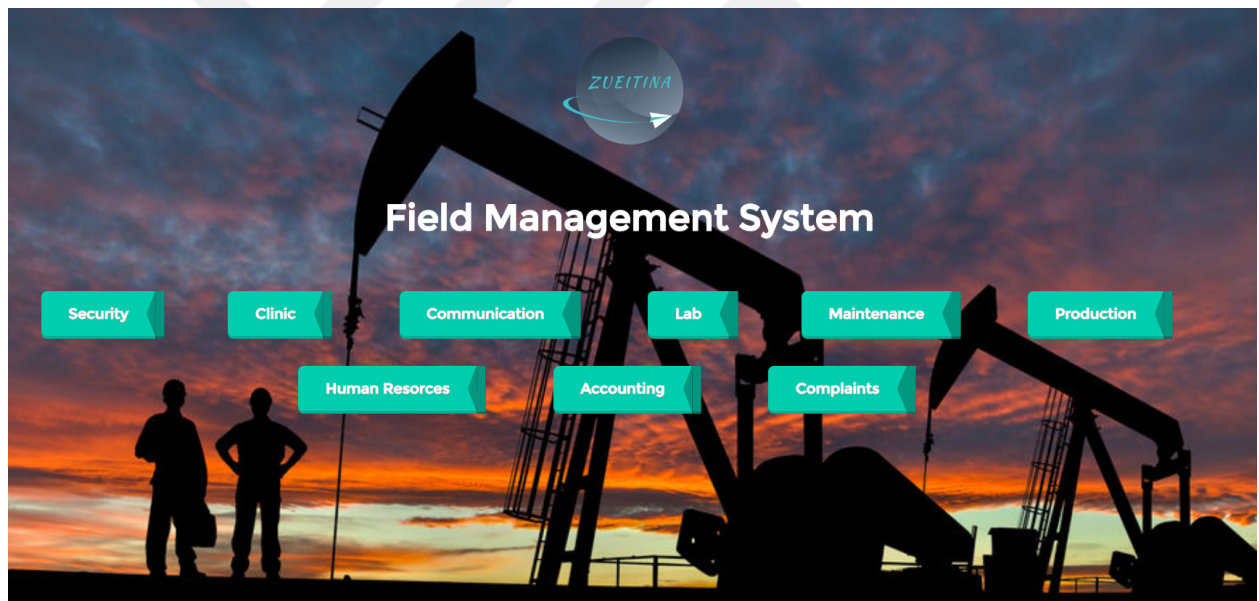 ZUEITINA
Field Management System
Security Clinic Communication Lab Maintenance Production
Human Resorces Accounting Complaints